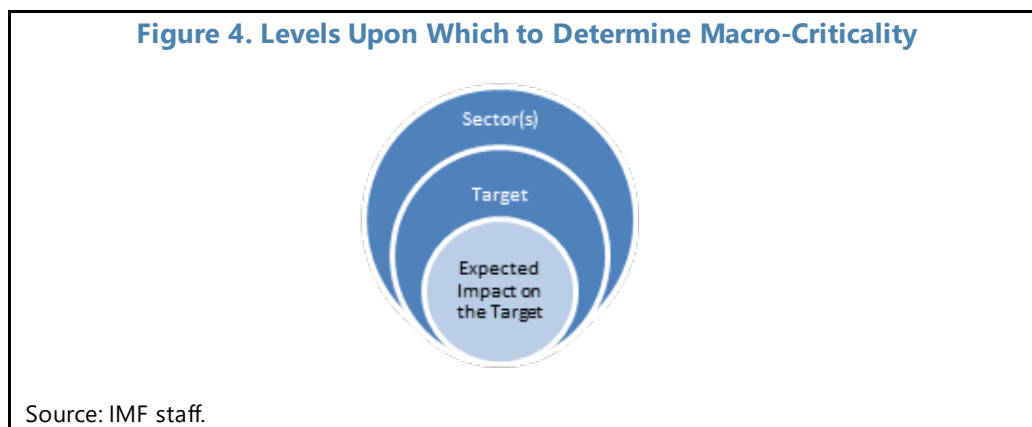 Figure 4. Levels Upon Which to Determine Macro-Criticality
Sector(s)
Target
Expected
Impact on
the Target
Source: IMF staff.